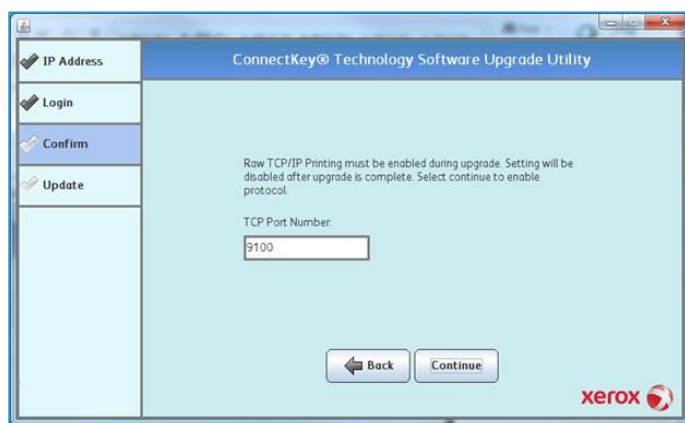 IP Address
Login
Confirm
Update
ConnectKey® Technology Software Upgrade Utility
Raw TCP/IP Printing must be enabled during upgrade. Setting will be
disabled after upgrade is complete. Select continue to enable
protocol.
TCP Port Number:
9100
Back
Continue
xerox